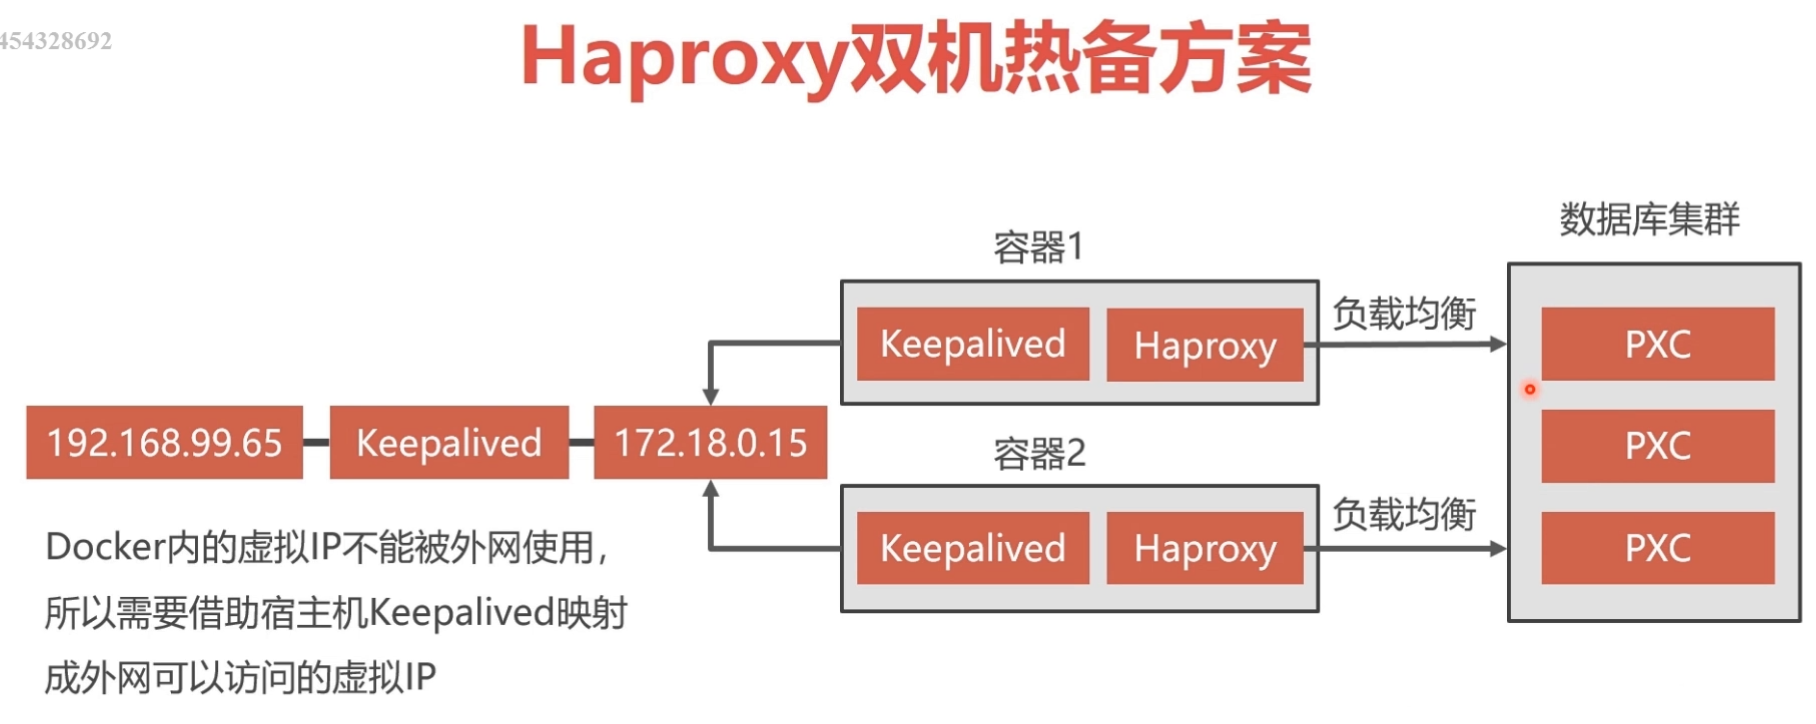 454328692
Haproxy双机热备方案
数据库集群
容器1
Keepalived
Haproxy
负载均衡
PXC
192.168.99.65
Keepalived
172.18.0.15
PXC
容器2
Keepalived
Haproxy
负载均衡
PXC
Docker内的虚拟IP不能被外网使用，
所以需要借助宿主机Keepalived映射
成外网可以访问的虚拟IP